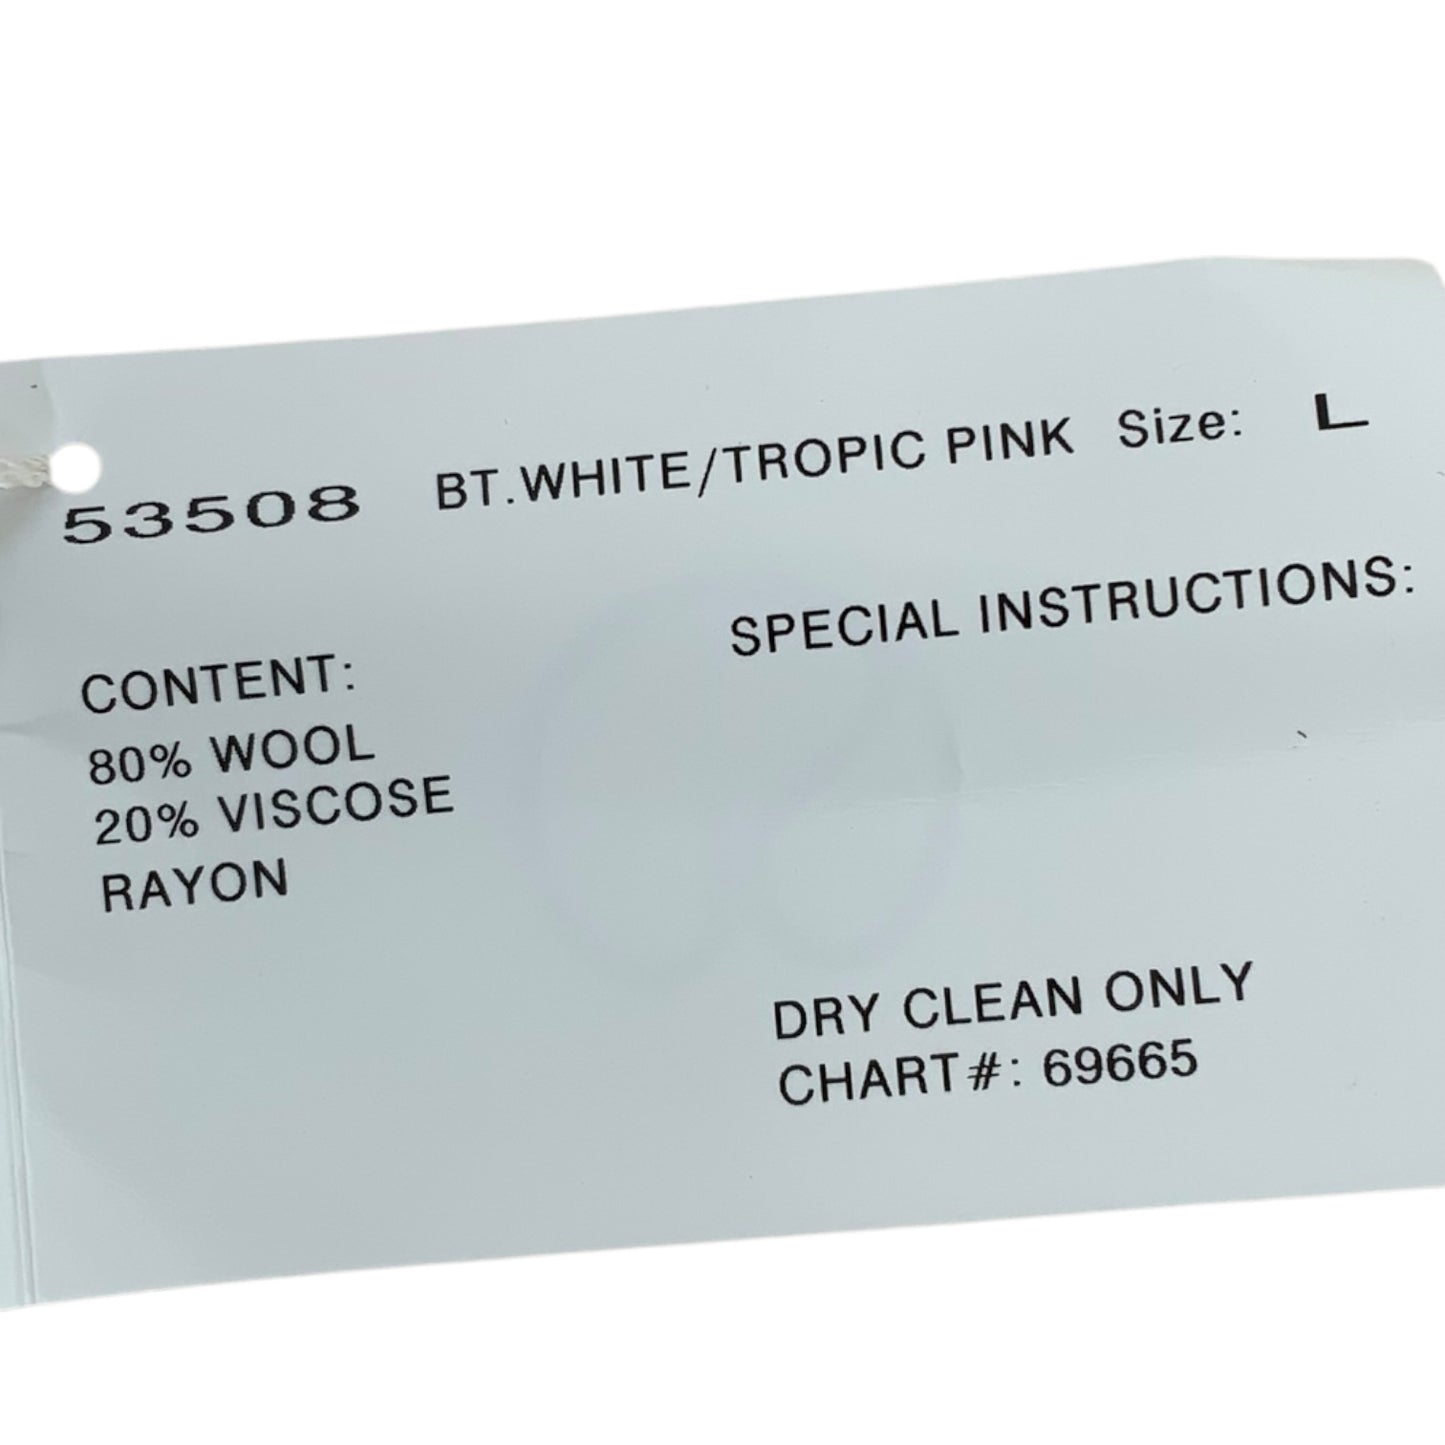 53508 BT.WHITE/TROPIC PINK Size: L
SPECIAL INSTRUCTIONS:
CONTENT:
80% WOOL
20% VISCOSE
RAYON
DRY CLEAN ONLY
CHART#: 69665